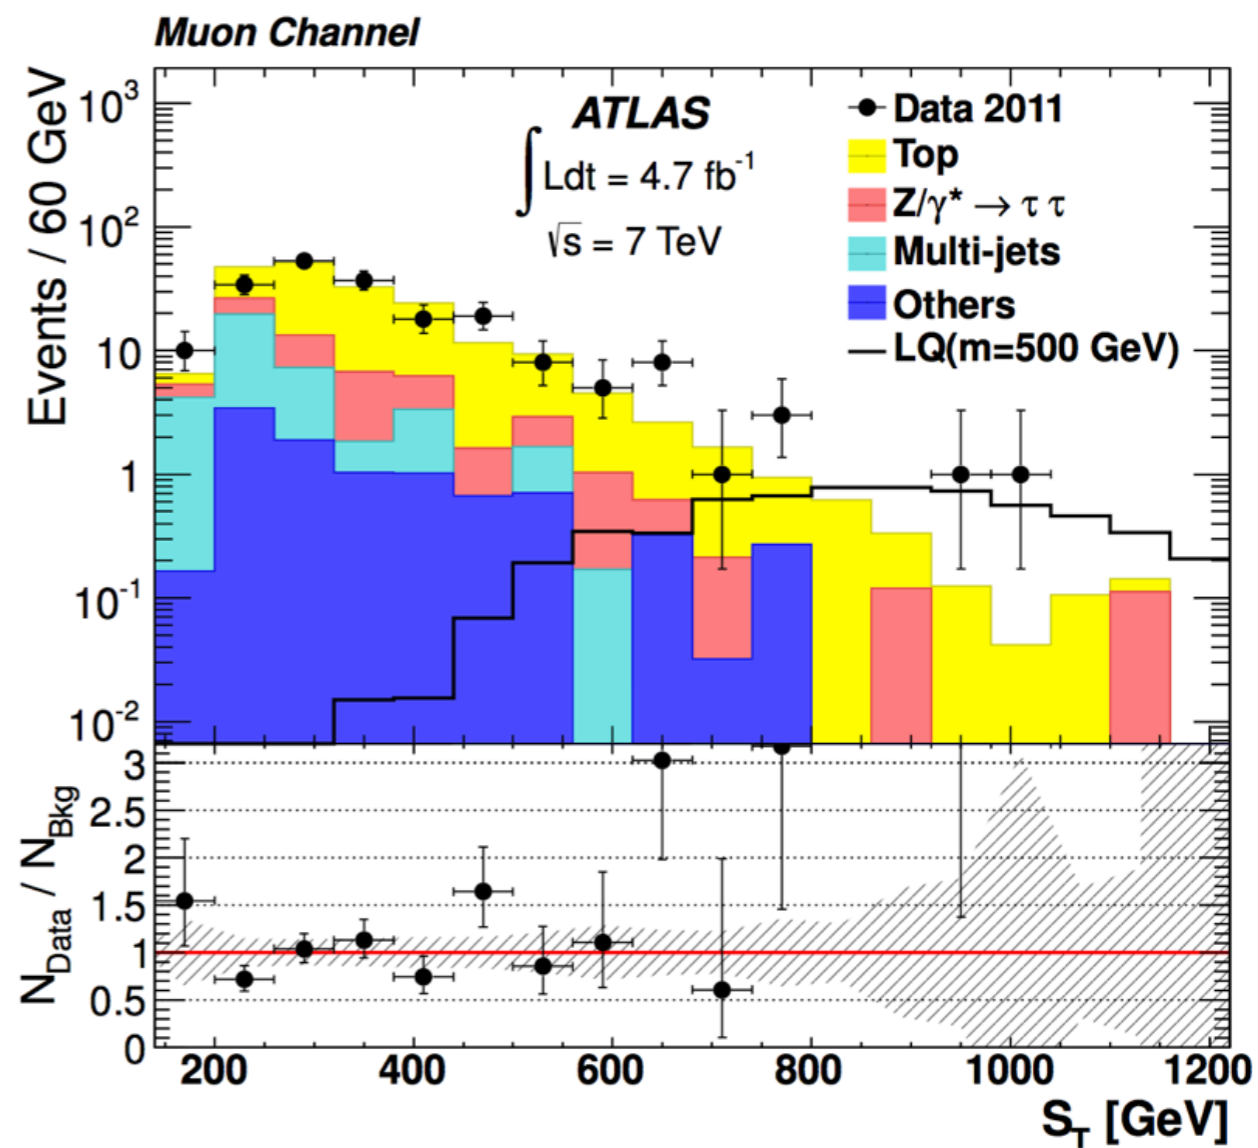 Muon Channel
Events / 60 GeV
10³
10²
10
1
10⁻¹
10⁻²
ATLAS
∫ Ldt = 4.7 fb⁻¹
√s = 7 TeV
Data 2011
Top
Z/γ* → τ τ
Multi-jets
Others
LQ(m=500 GeV)
N_Data / N_Bkg
3
2.5
2
1.5
1
0.5
0
200 400 600 800 1000 1200
S_T [GeV]